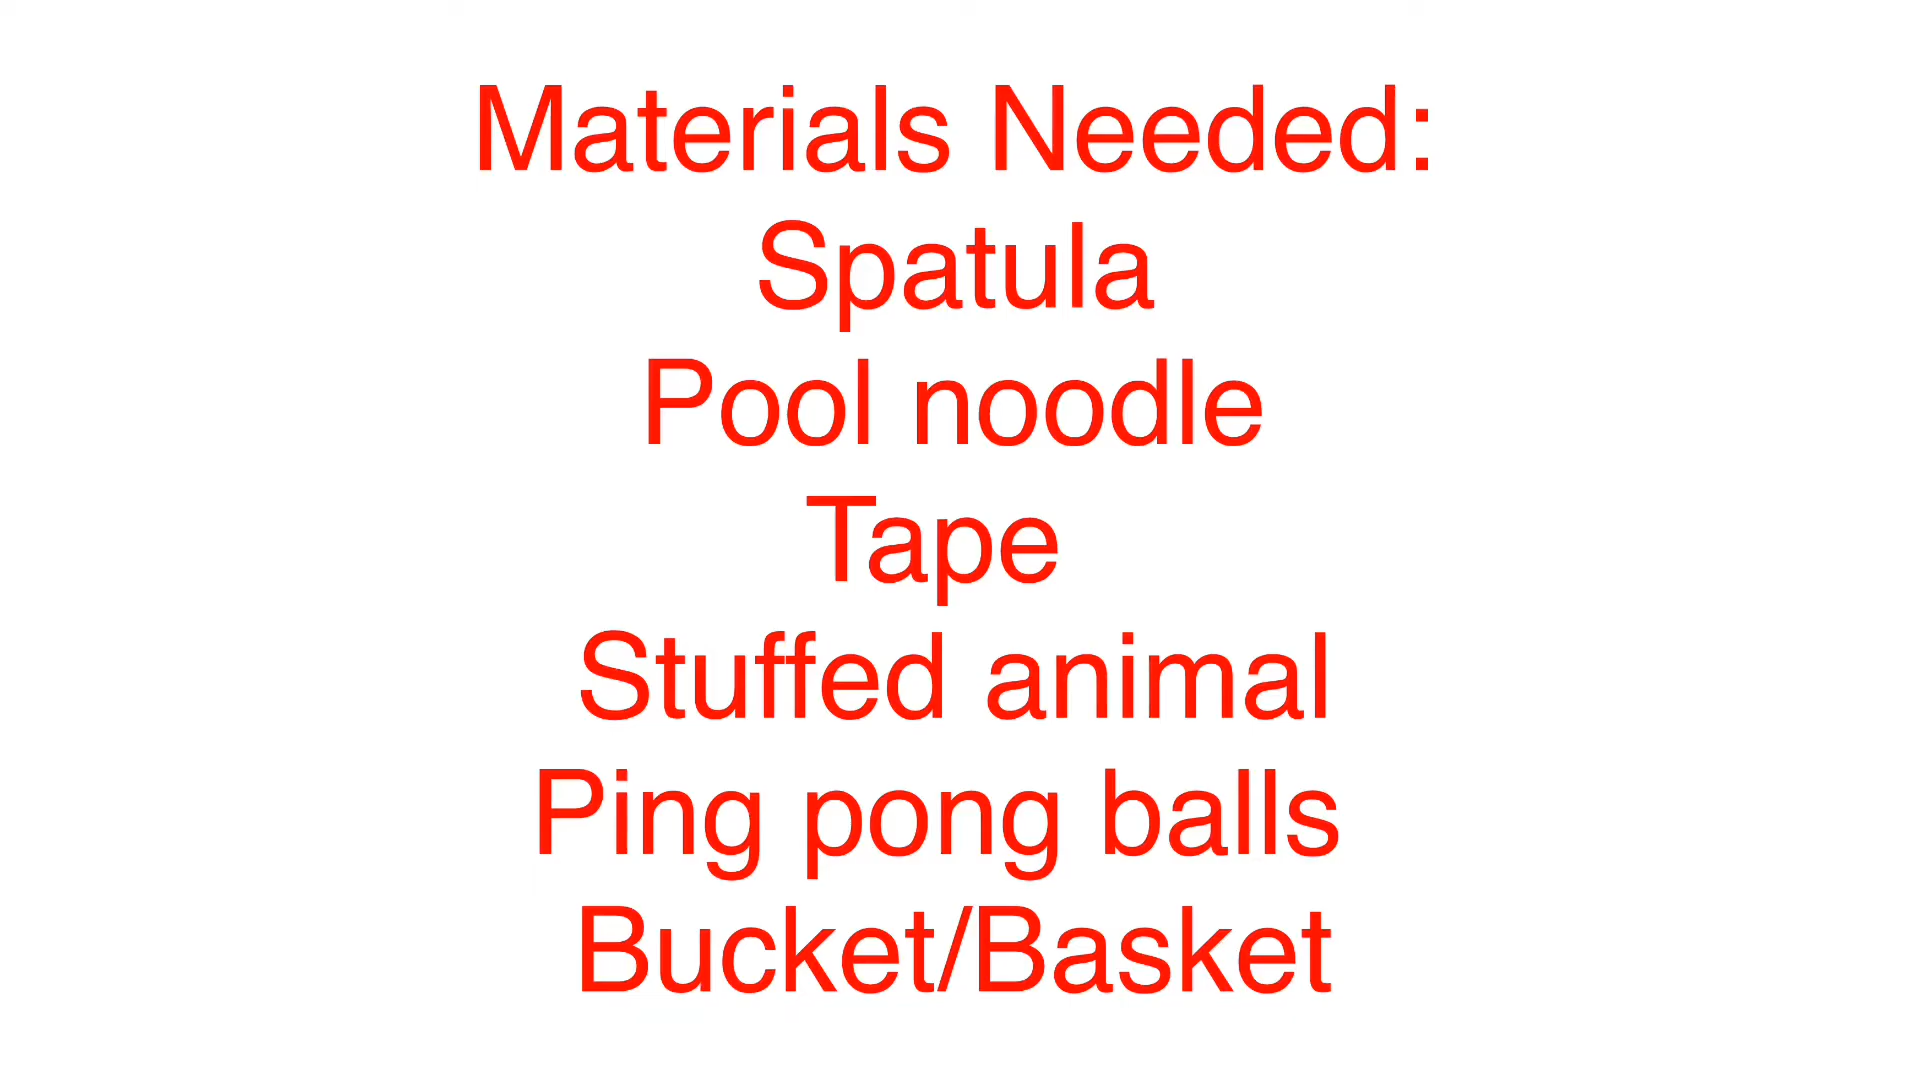 Materials Needed:
Spatula
Pool noodle
Tape
Stuffed animal
Ping pong balls
Bucket/Basket